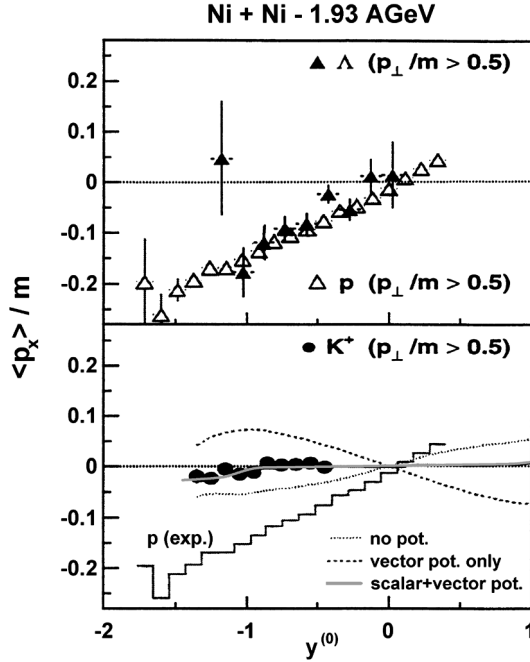 Ni + Ni - 1.93 AGeV
▲ Λ (p⊥/m > 0.5)
0.2
0.1
0
-0.1
-0.2
△ p (p⊥/m > 0.5)
<pₓ> / m
● K⁺ (p⊥/m > 0.5)
0.2
0.1
0
-0.1
-0.2
p (exp.)
no pot.
vector pot. only
scalar+vector pot.
-2 -1 0 1
y⁽⁰⁾